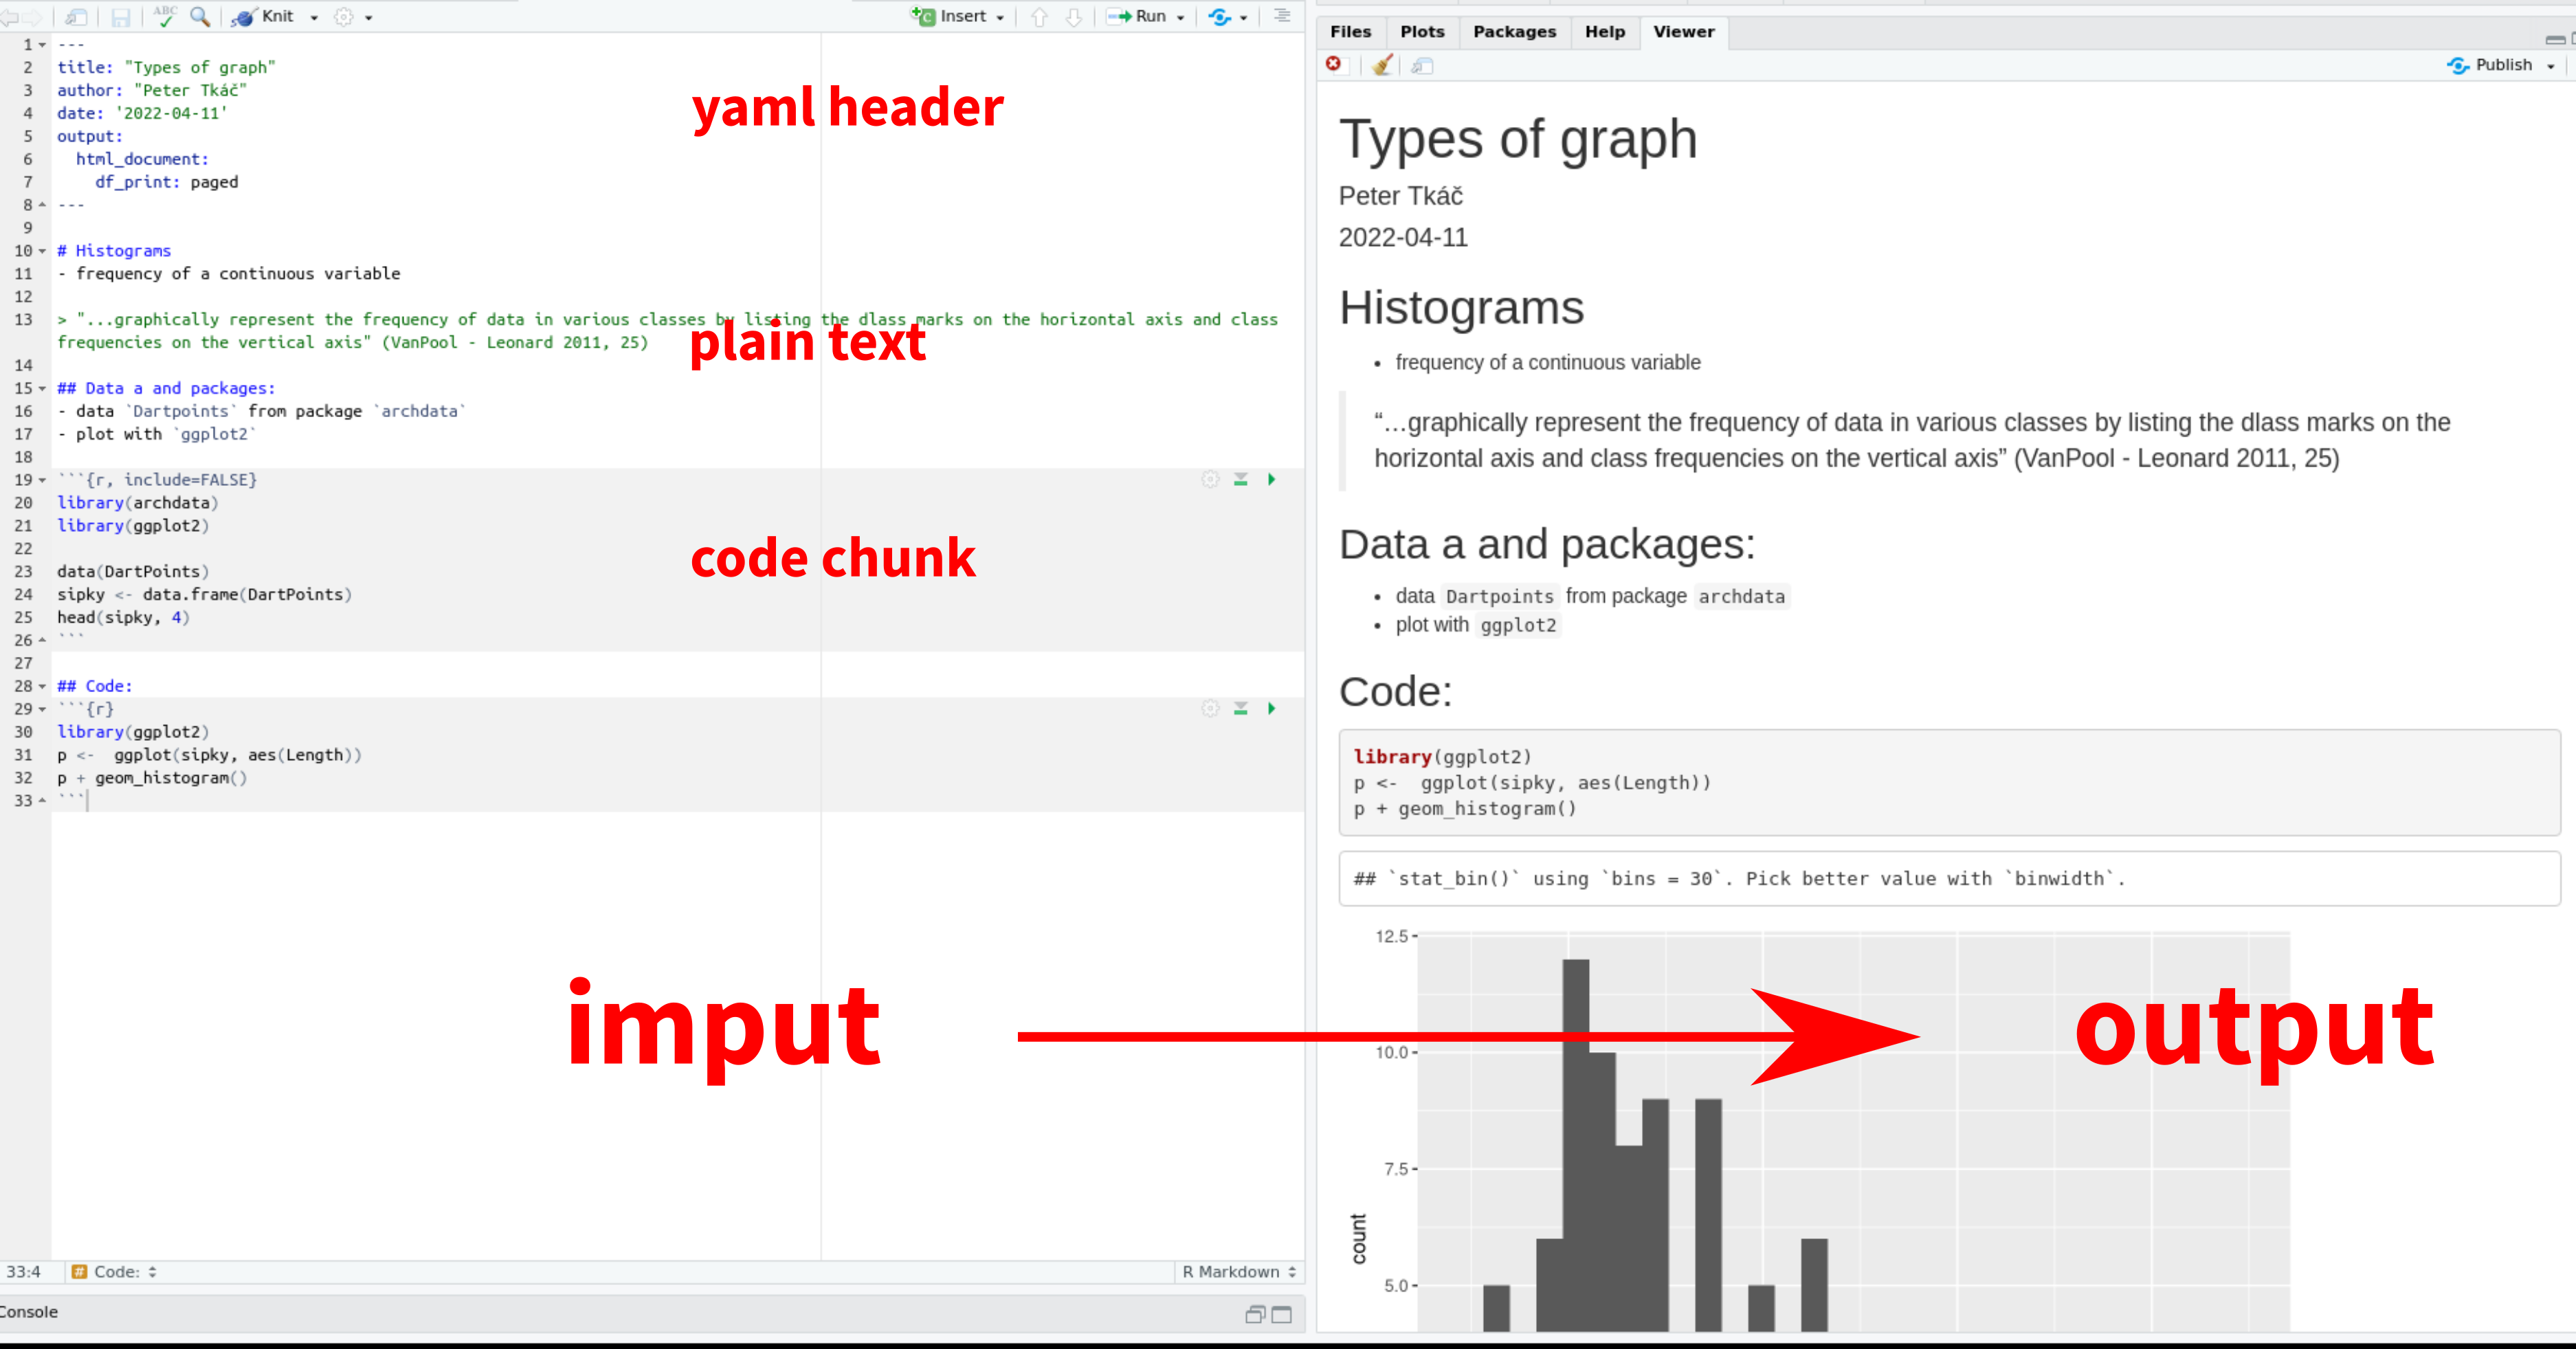 ABC Knit Insert Run
1 ---
2 title: "Types of graph"
3 author: "Peter Tkáč"
4 date: '2022-04-11'
5 output:
6 html_document:
7 df_print: paged
8 ---
9
10 # Histograms
11 - frequency of a continuous variable
12
13 > "...graphically represent the frequency of data in various classes by listing the dlass marks on the horizontal axis and class
frequencies on the vertical axis" (VanPool - Leonard 2011, 25)
14
15 ## Data a and packages:
16 - data `Dartpoints` from package `archdata`
17 - plot with `ggplot2`
18
19 ```{r, include=FALSE}
20 library(archdata)
21 library(ggplot2)
22
23 data(DartPoints)
24 sipky <- data.frame(DartPoints)
25 head(sipky, 4)
26 ```
27
28 ## Code:
29 ```{r}
30 library(ggplot2)
31 p <-  ggplot(sipky, aes(Length))
32 p + geom_histogram()
33 ```
yaml header
plain text
code chunk
imput
33:4 # Code: R Markdown
Console
Files Plots Packages Help Viewer
Publish
Types of graph
Peter Tkáč
2022-04-11
Histograms
• frequency of a continuous variable
“…graphically represent the frequency of data in various classes by listing the dlass marks on the
horizontal axis and class frequencies on the vertical axis” (VanPool - Leonard 2011, 25)
Data a and packages:
• data Dartpoints from package archdata
• plot with ggplot2
Code:
library(ggplot2)
p <-  ggplot(sipky, aes(Length))
p + geom_histogram()
## `stat_bin()` using `bins = 30`. Pick better value with `binwidth`.
12.5
10.0
7.5
5.0
count
output